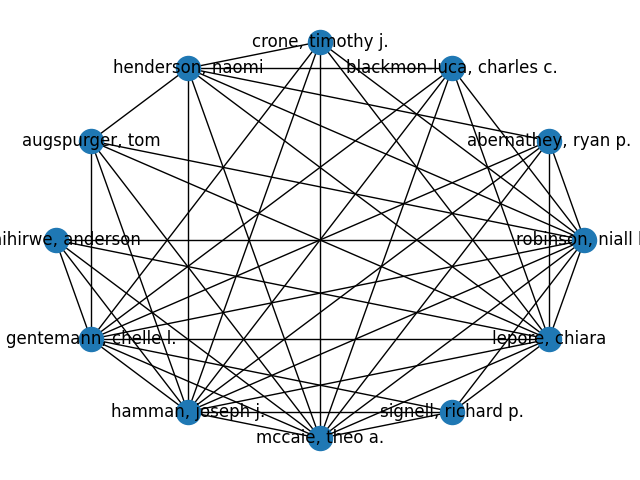 crone, timothy j.
henderson, naomi
blackmon-luca, charles c.
augspurger, tom
abernathey, ryan p.
anderson
robinson, niall
gentemann, chelle l.
lepore, chiara
hamman, joseph j.
signell, richard p.
mccaie, theo a.